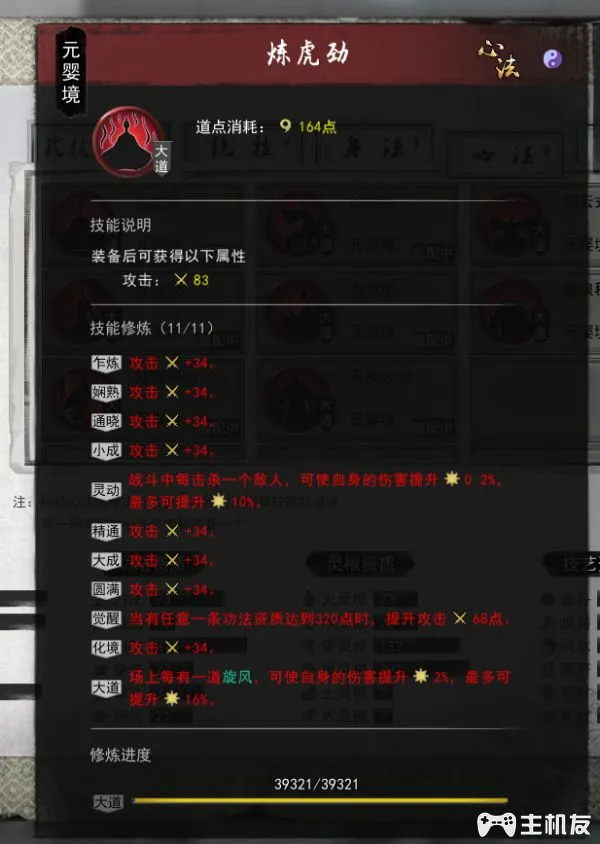 元婴境
炼虎劲
心法
道点消耗： 164点
大道
技能说明
装备后可获得以下属性
攻击： 83
技能修炼（11/11）
乍炼 攻击 +34。
娴熟 攻击 +34。
通晓 攻击 +34。
小成 攻击 +34。
灵动 战斗中每击杀一个敌人，可使自身的伤害提升 0 2%，
最多可提升 10%。
精通 攻击 +34。
大成 攻击 +34。
圆满 攻击 +34。
觉醒 当有任意一条功法资质达到320点时，提升攻击 68点。
化境 攻击 +34。
大道 场上每有一道旋风，可使自身的伤害提升 2%，最多可
提升 16%。
修炼进度
39321/39321
大道
注：
灵根资质
技艺
主机友